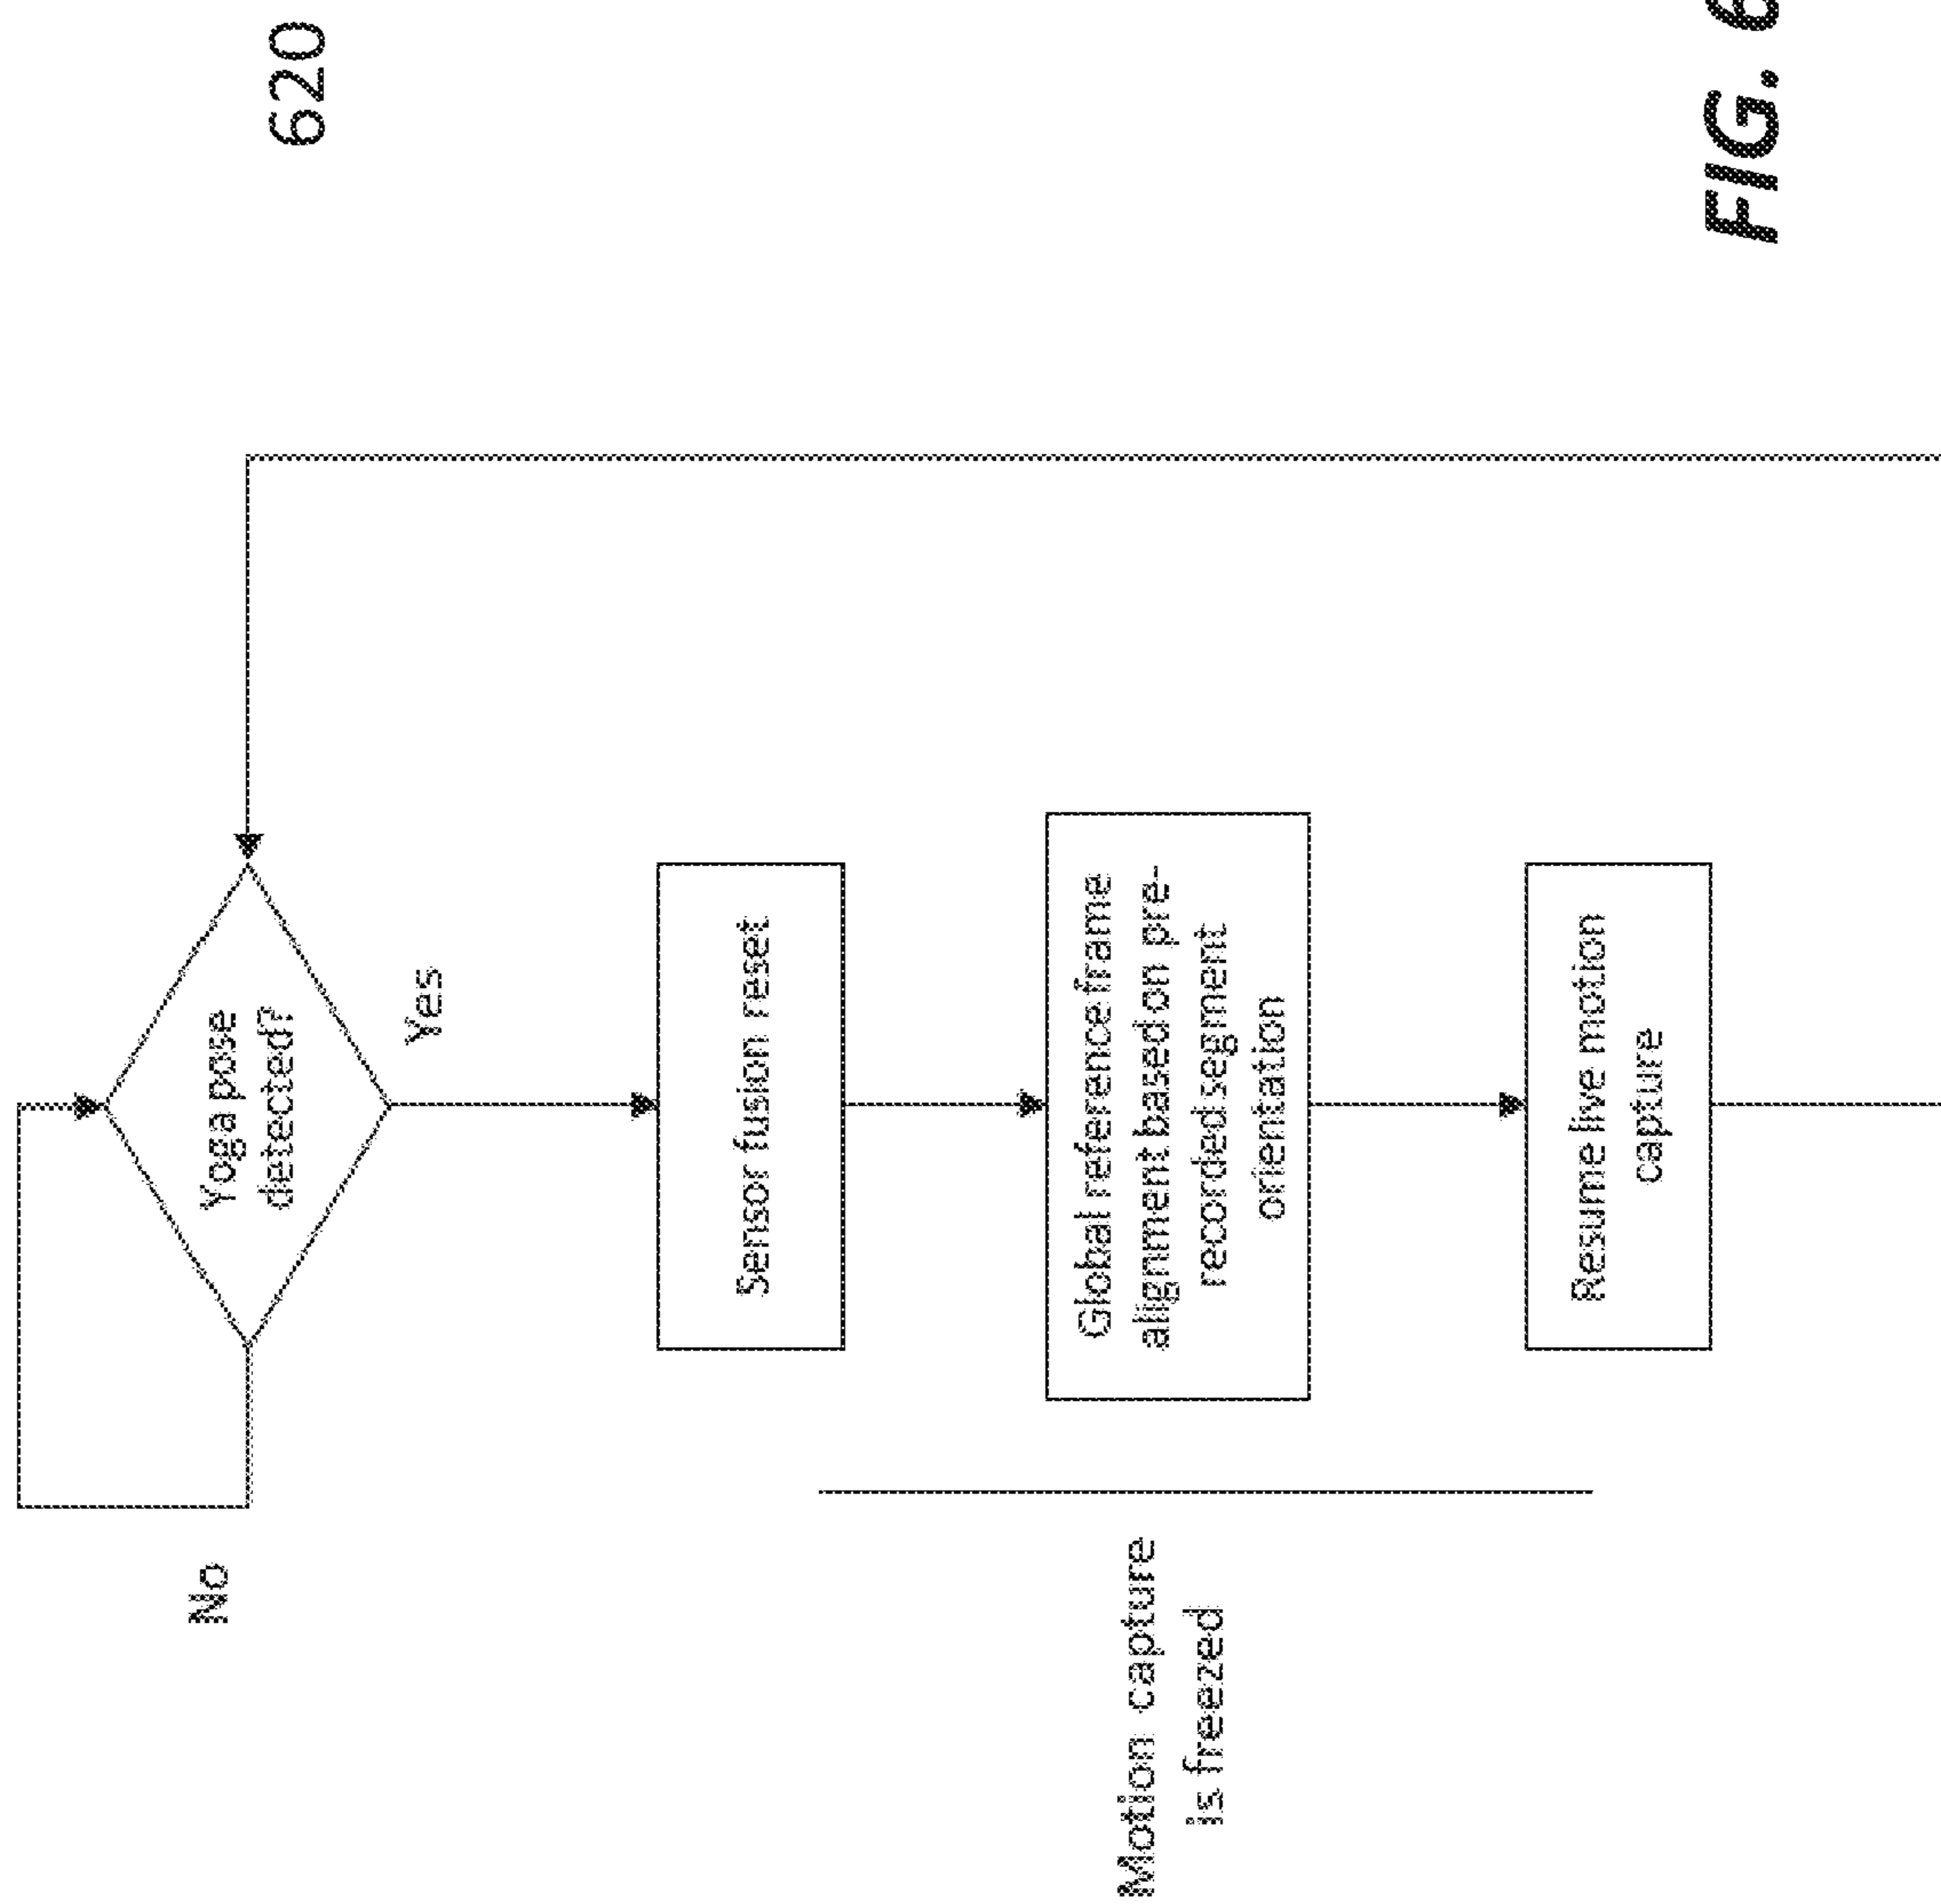 No
Yoga pose
detected?
620
Yes
Sensor fusion reset
Motion capture
is freezed
Global reference frame
alignment based on pre-
recorded segment
orientation
Resume live motion
capture
FIG. 6